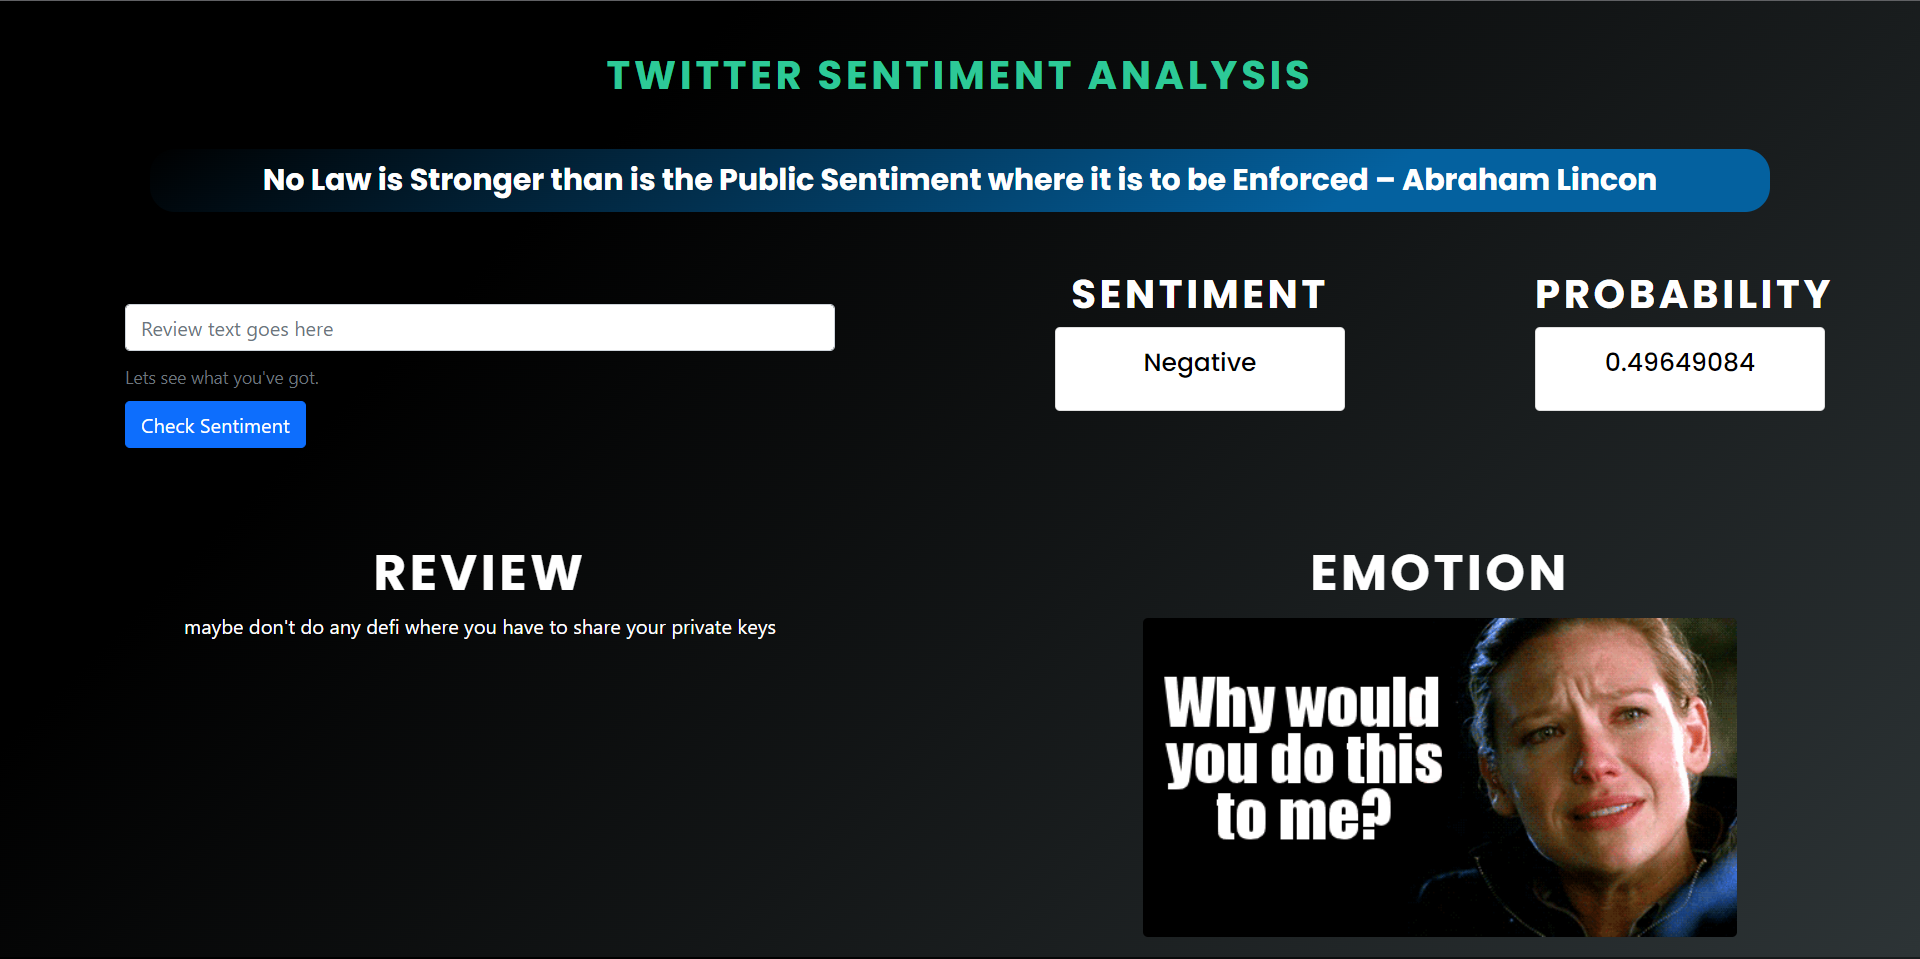 TWITTER SENTIMENT ANALYSIS
No Law is Stronger than is the Public Sentiment where it is to be Enforced – Abraham Lincon
Review text goes here
Lets see what you've got.
Check Sentiment
SENTIMENT
Negative
PROBABILITY
0.49649084
REVIEW
maybe don't do any defi where you have to share your private keys
EMOTION
Why would
you do this
to me?